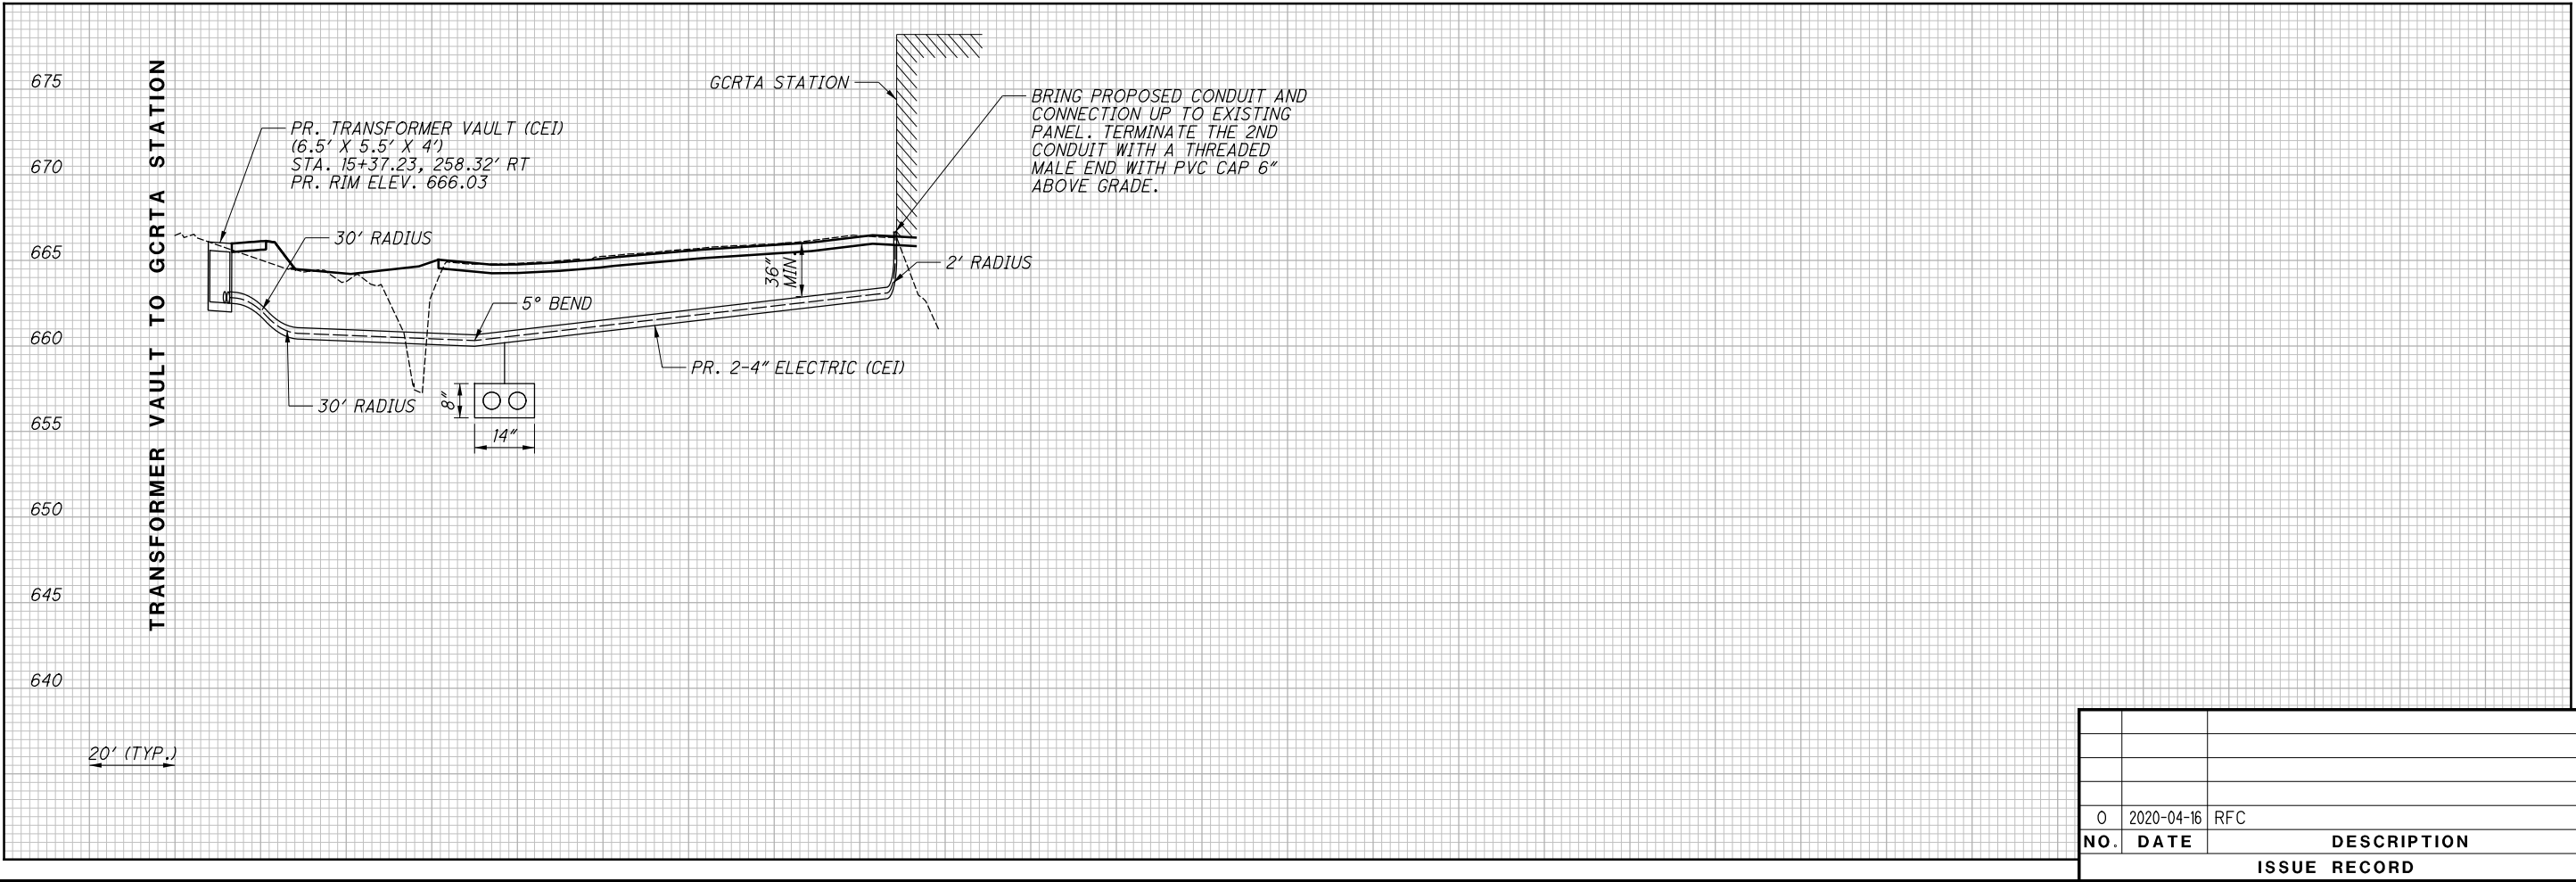 675
670
665
660
655
650
645
640
TRANSFORMER VAULT TO GCRTA STATION
PR. TRANSFORMER VAULT (CEI)
(6.5' X 5.5' X 4')
STA. 15+37.23, 258.32' RT
PR. RIM ELEV. 666.03
30' RADIUS
30' RADIUS
5° BEND
8"
14"
PR. 2-4" ELECTRIC (CEI)
36"
MIN
GCRTA STATION
BRING PROPOSED CONDUIT AND
CONNECTION UP TO EXISTING
PANEL. TERMINATE THE 2ND
CONDUIT WITH A THREADED
MALE END WITH PVC CAP 6"
ABOVE GRADE.
2' RADIUS
20' (TYP.)
0 2020-04-16 RFC
NO. DATE DESCRIPTION
ISSUE RECORD